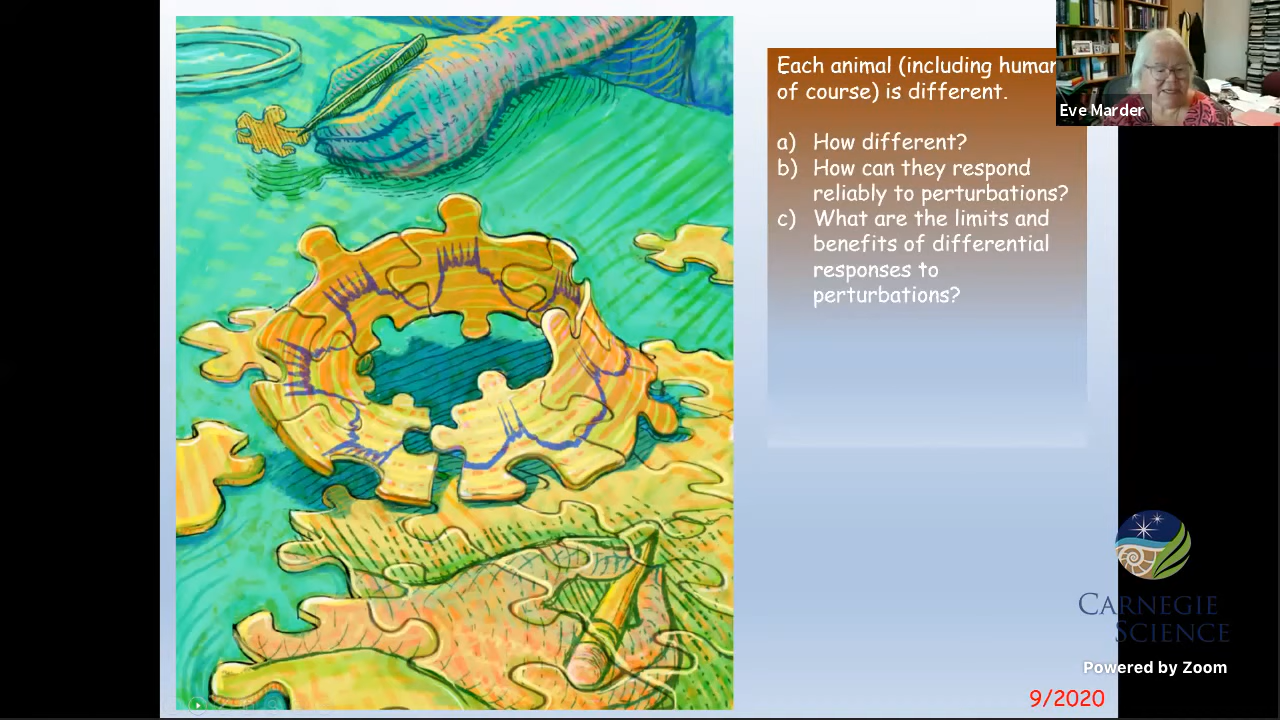 Each animal (including human
of course) is different.
a) How different?
b) How can they respond
reliably to perturbations?
c) What are the limits and
benefits of differential
responses to
perturbations?
Eve Marder
CARNEGIE
SCIENCE
Powered by Zoom
9/2020